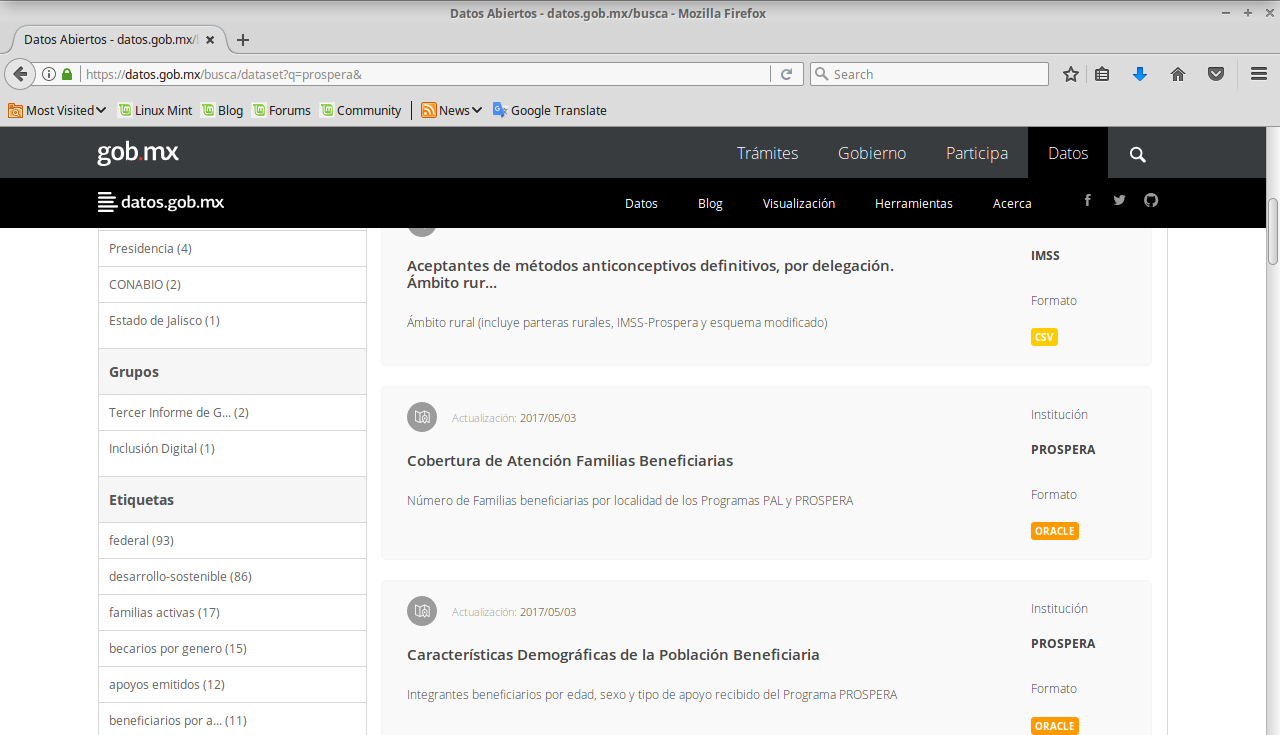 Datos Abiertos - datos.gob.mx/busca - Mozilla Firefox
Datos Abiertos - datos.gob.mx/
https://datos.gob.mx/busca/dataset?q=prospera&
Search
Most Visited
Linux Mint
Blog
Forums
Community
News
Google Translate
gob.mx
Trámites
Gobierno
Participa
Datos
datos.gob.mx
Datos
Blog
Visualización
Herramientas
Acerca
Presidencia (4)
CONABIO (2)
Estado de Jalisco (1)
Grupos
Tercer Informe de G... (2)
Inclusión Digital (1)
Etiquetas
federal (93)
desarrollo-sostenible (86)
familias activas (17)
becarios por genero (15)
apoyos emitidos (12)
beneficiarios por a... (11)
Aceptantes de métodos anticonceptivos definitivos, por delegación.
Ámbito rur...
Ámbito rural (incluye parteras rurales, IMSS-Prospera y esquema modificado)
IMSS
Formato
CSV
Actualización: 2017/05/03
Cobertura de Atención Familias Beneficiarias
Número de Familias beneficiarias por localidad de los Programas PAL y PROSPERA
Institución
PROSPERA
Formato
ORACLE
Actualización: 2017/05/03
Características Demográficas de la Población Beneficiaria
Integrantes beneficiarios por edad, sexo y tipo de apoyo recibido del Programa PROSPERA
Institución
PROSPERA
Formato
ORACLE